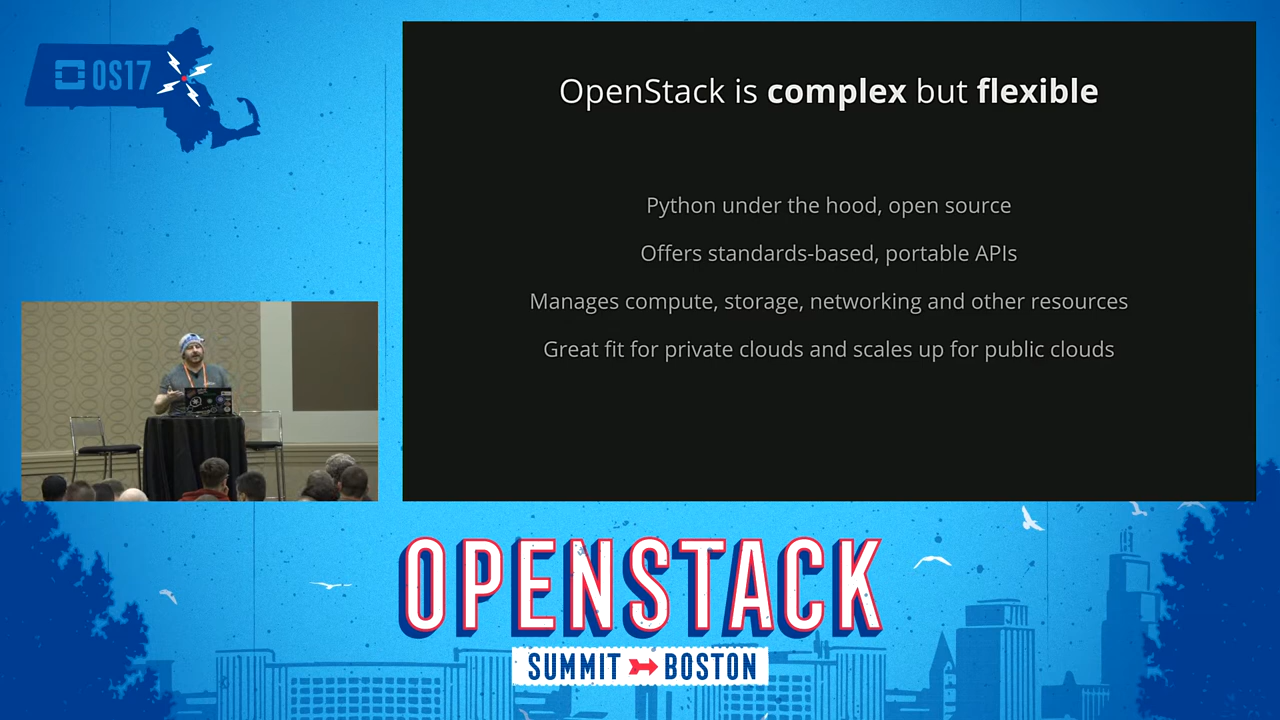 OS17
OpenStack is complex but flexible
Python under the hood, open source
Offers standards-based, portable APIs
Manages compute, storage, networking and other resources
Great fit for private clouds and scales up for public clouds
OPENSTACK
SUMMIT BOSTON